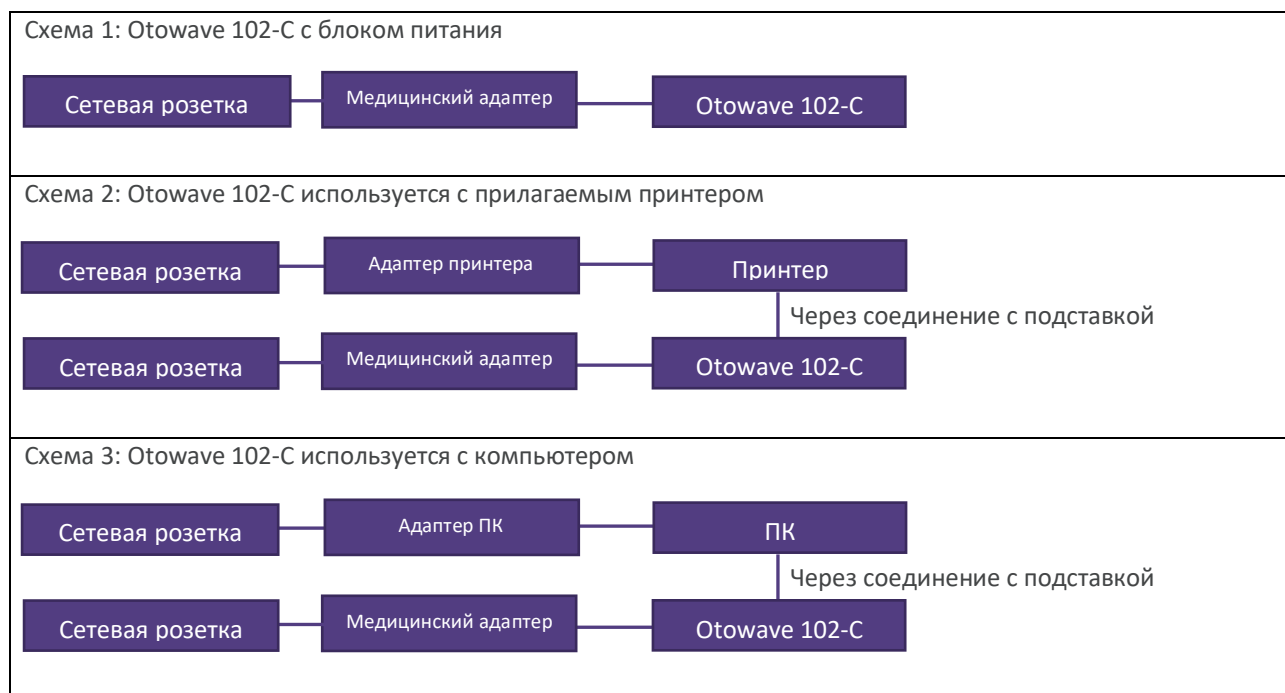 Схема 1: Otowave 102-C с блоком питания
Сетевая розетка
Медицинский адаптер
Otowave 102-C
Схема 2: Otowave 102-C используется с прилагаемым принтером
Сетевая розетка
Адаптер принтера
Принтер
Через соединение с подставкой
Сетевая розетка
Медицинский адаптер
Otowave 102-C
Схема 3: Otowave 102-C используется с компьютером
Сетевая розетка
Адаптер ПК
ПК
Через соединение с подставкой
Сетевая розетка
Медицинский адаптер
Otowave 102-C